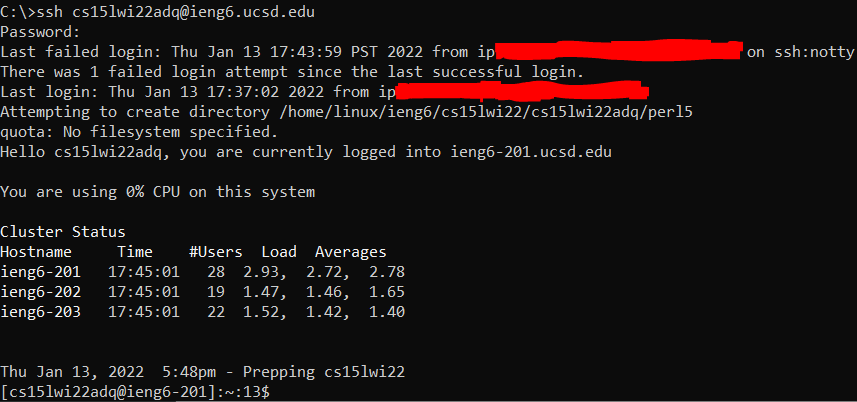 C:\>ssh cs15lwi22adq@ieng6.ucsd.edu
Password:
Last failed login: Thu Jan 13 17:43:59 PST 2022 from ip on ssh:notty
There was 1 failed login attempt since the last successful login.
Last login: Thu Jan 13 17:37:02 2022 from ip
Attempting to create directory /home/linux/ieng6/cs15lwi22/cs15lwi22adq/perl5
quota: No filesystem specified.
Hello cs15lwi22adq, you are currently logged into ieng6-201.ucsd.edu
You are using 0% CPU on this system
Cluster Status
Hostname     Time    #Users  Load  Averages
ieng6-201   17:45:01   28  2.93,  2.72,  2.78
ieng6-202   17:45:01   19  1.47,  1.46,  1.65
ieng6-203   17:45:01   22  1.52,  1.42,  1.40
Thu Jan 13, 2022  5:48pm - Prepping cs15lwi22
[cs15lwi22adq@ieng6-201]:~:13$